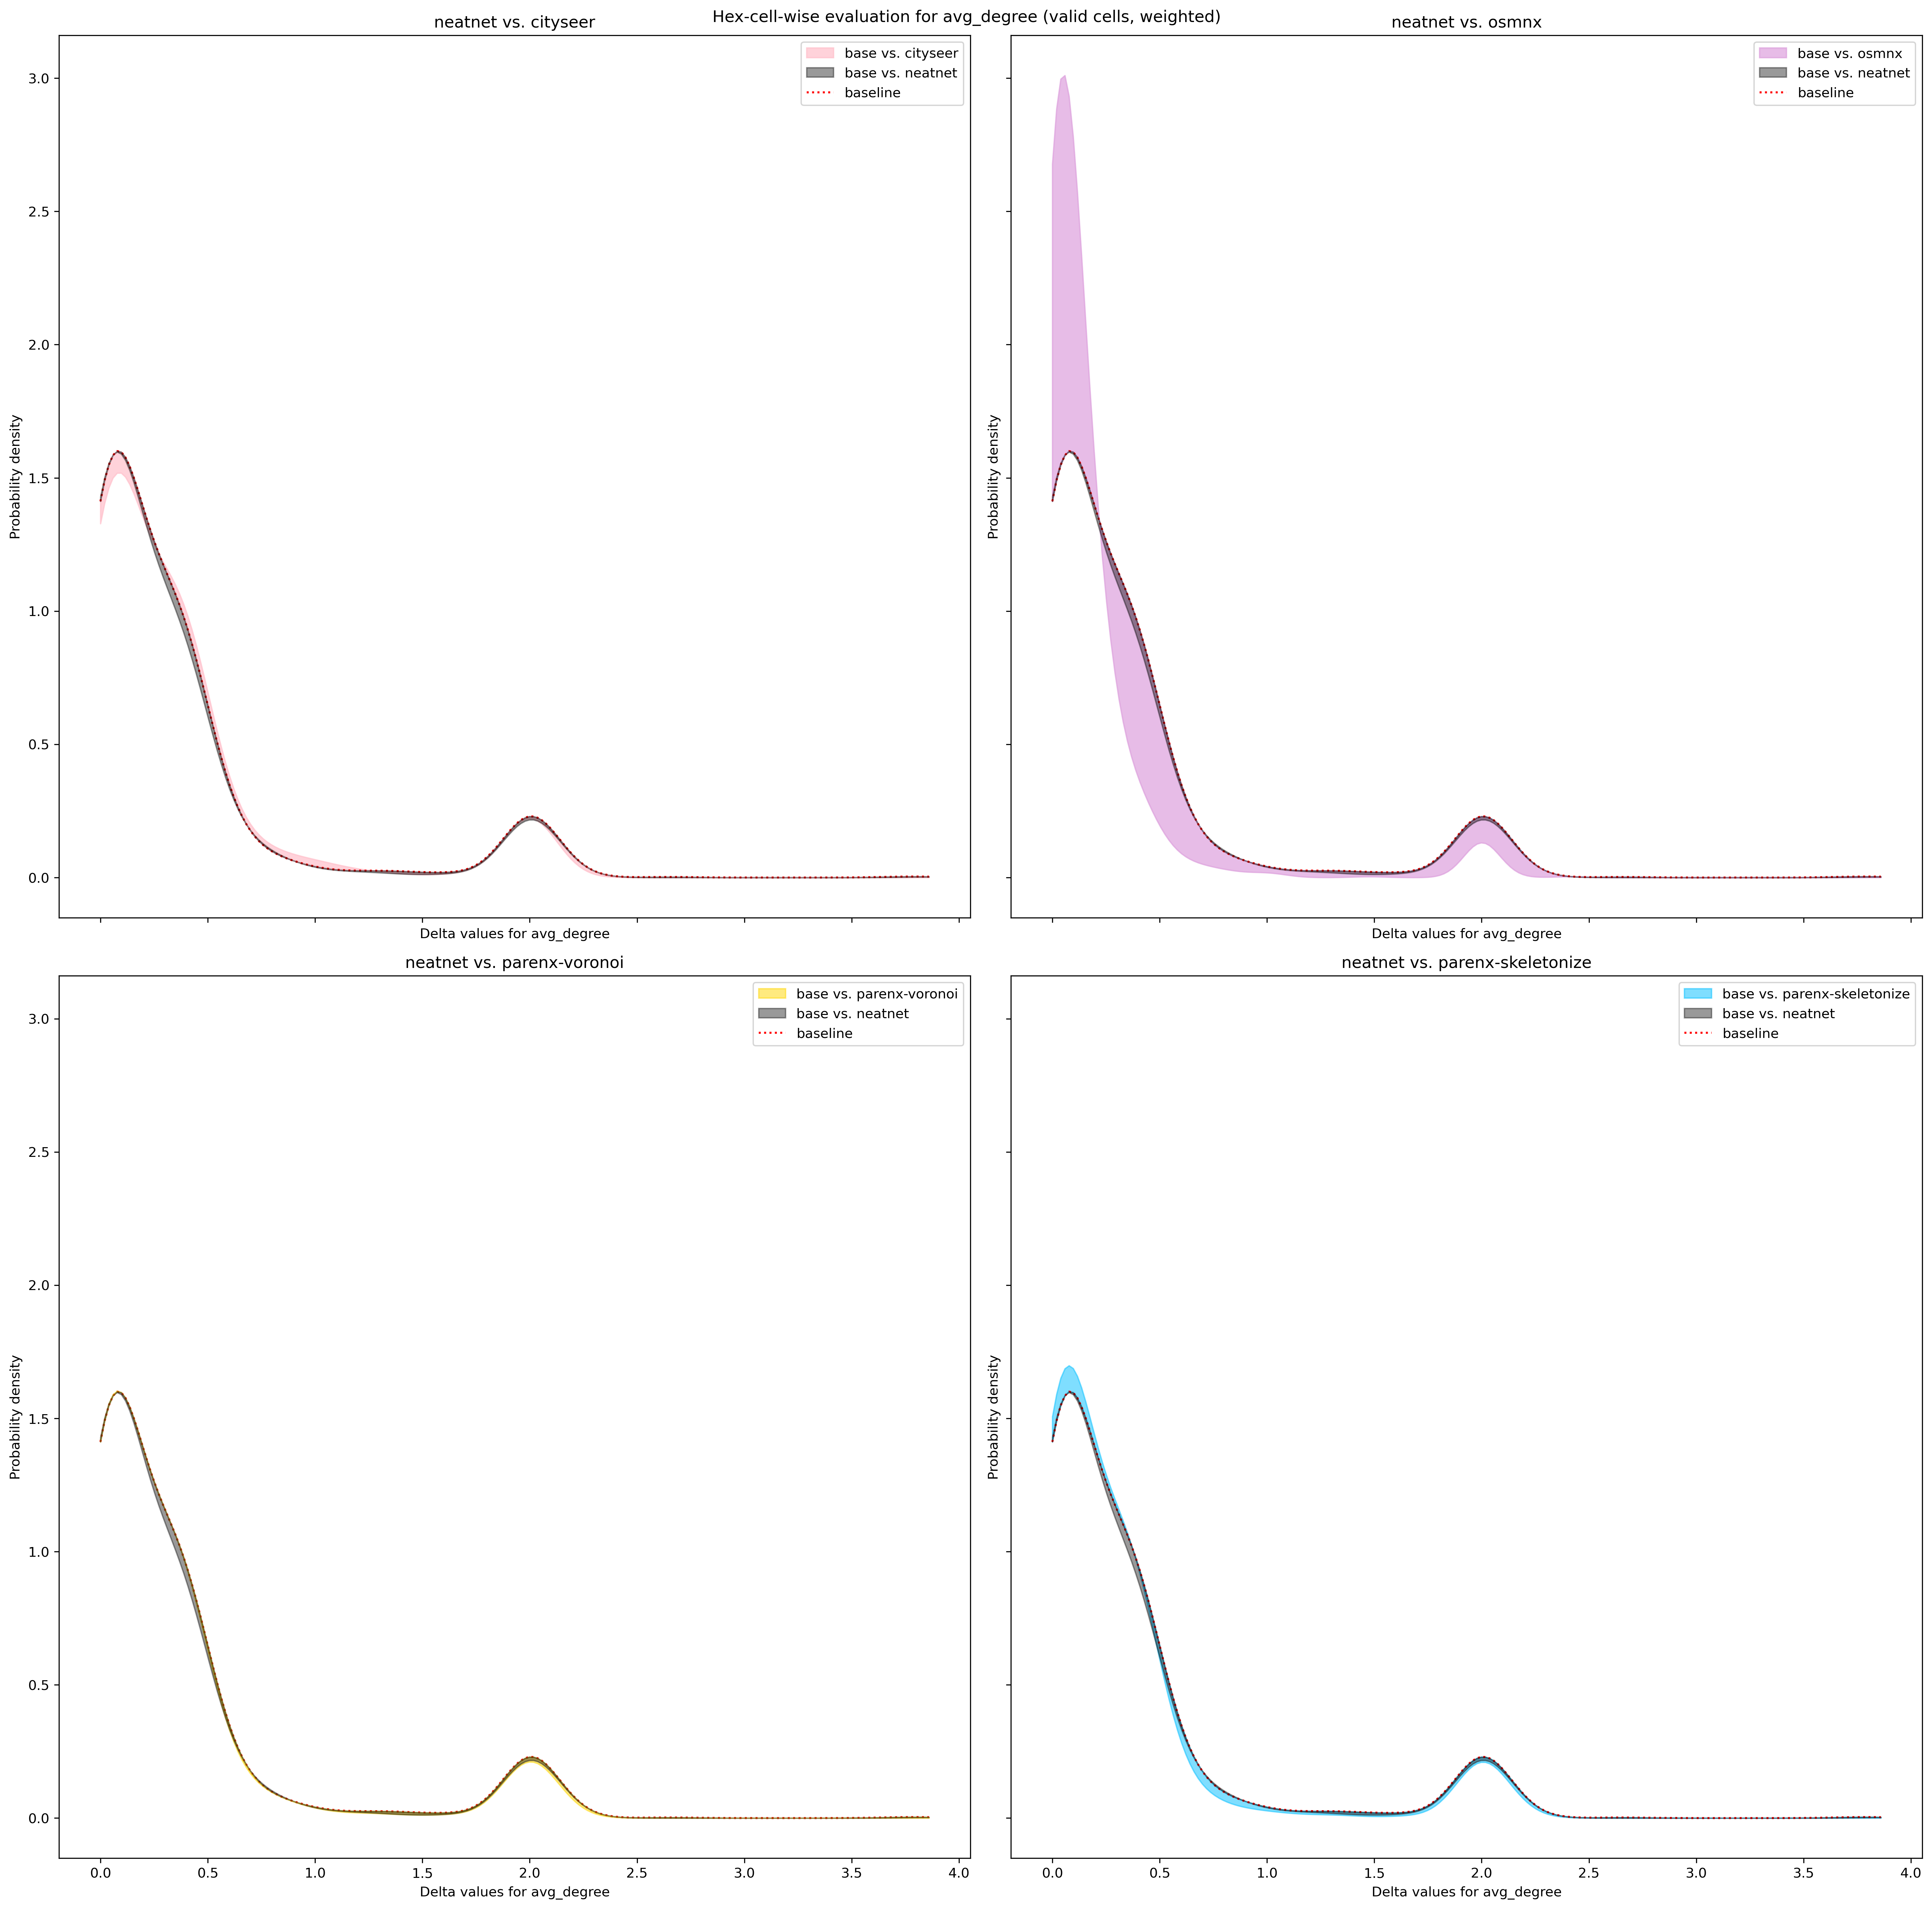 Hex-cell-wise evaluation for avg_degree (valid cells, weighted)
neatnet vs. cityseer
base vs. cityseer
base vs. neatnet
baseline
Probability density
3.0
2.5
2.0
1.5
1.0
0.5
0.0
Delta values for avg_degree
neatnet vs. osmnx
base vs. osmnx
base vs. neatnet
baseline
Probability density
Delta values for avg_degree
neatnet vs. parenx-voronoi
base vs. parenx-voronoi
base vs. neatnet
baseline
Probability density
3.0
2.5
2.0
1.5
1.0
0.5
0.0
0.0 0.5 1.0 1.5 2.0 2.5 3.0 3.5 4.0
Delta values for avg_degree
neatnet vs. parenx-skeletonize
base vs. parenx-skeletonize
base vs. neatnet
baseline
Probability density
0.0 0.5 1.0 1.5 2.0 2.5 3.0 3.5 4.0
Delta values for avg_degree